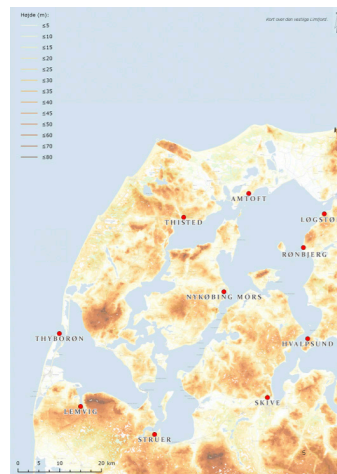 Højde (m):
Kort over den vestlige Limfjord.
≤5
≤10
≤15
≤20
≤25
≤30
≤35
≤40
≤45
≤50
≤60
≤70
≤80
AMTOFT
THISTED
LØGSTØ
RØNBJERG
NYKØBING MORS
THYBORØN
HVALPSUND
SKIVE
LEMVIG
STRUER
0 5 10 20 km